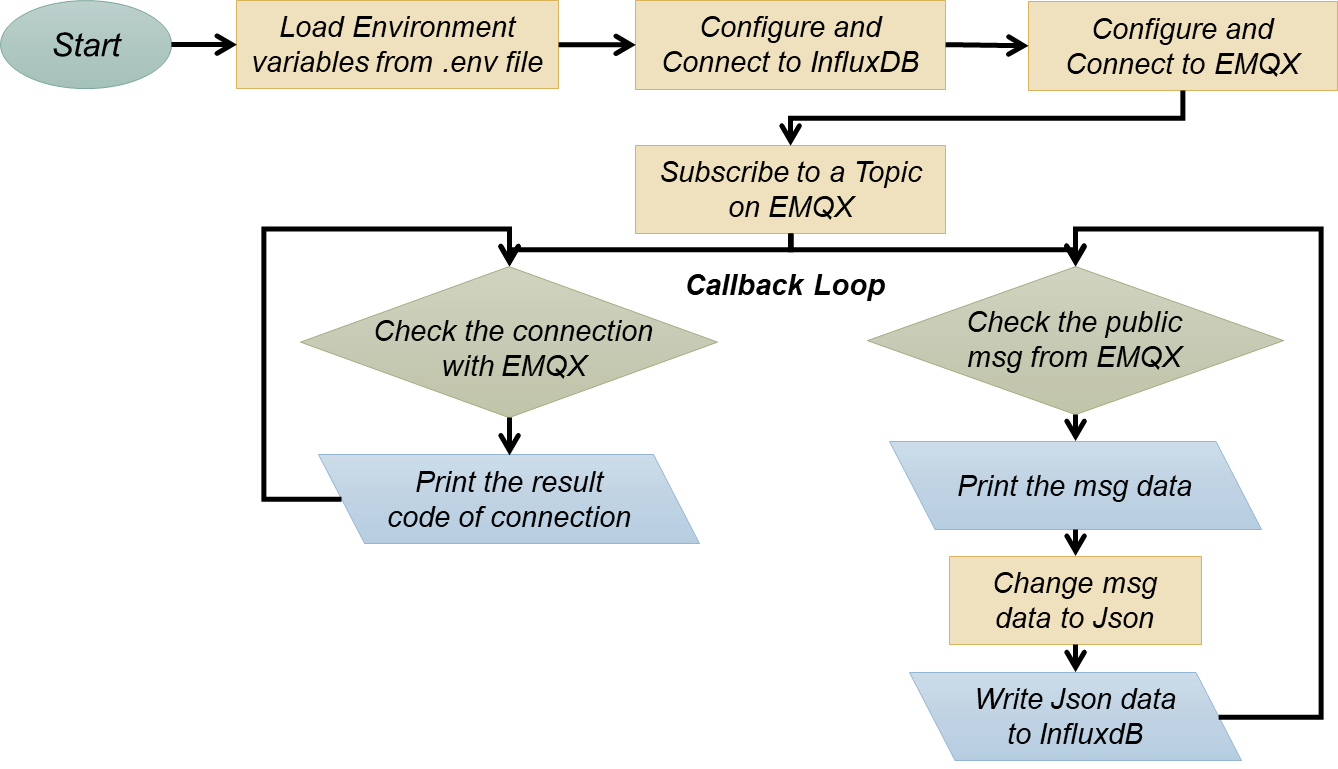 Start
Load Environment
variables from .env file
Configure and
Connect to InfluxDB
Configure and
Connect to EMQX
Subscribe to a Topic
on EMQX
Callback Loop
Check the connection
with EMQX
Check the public
msg from EMQX
Print the result
code of connection
Print the msg data
Change msg
data to Json
Write Json data
to InfluxdB